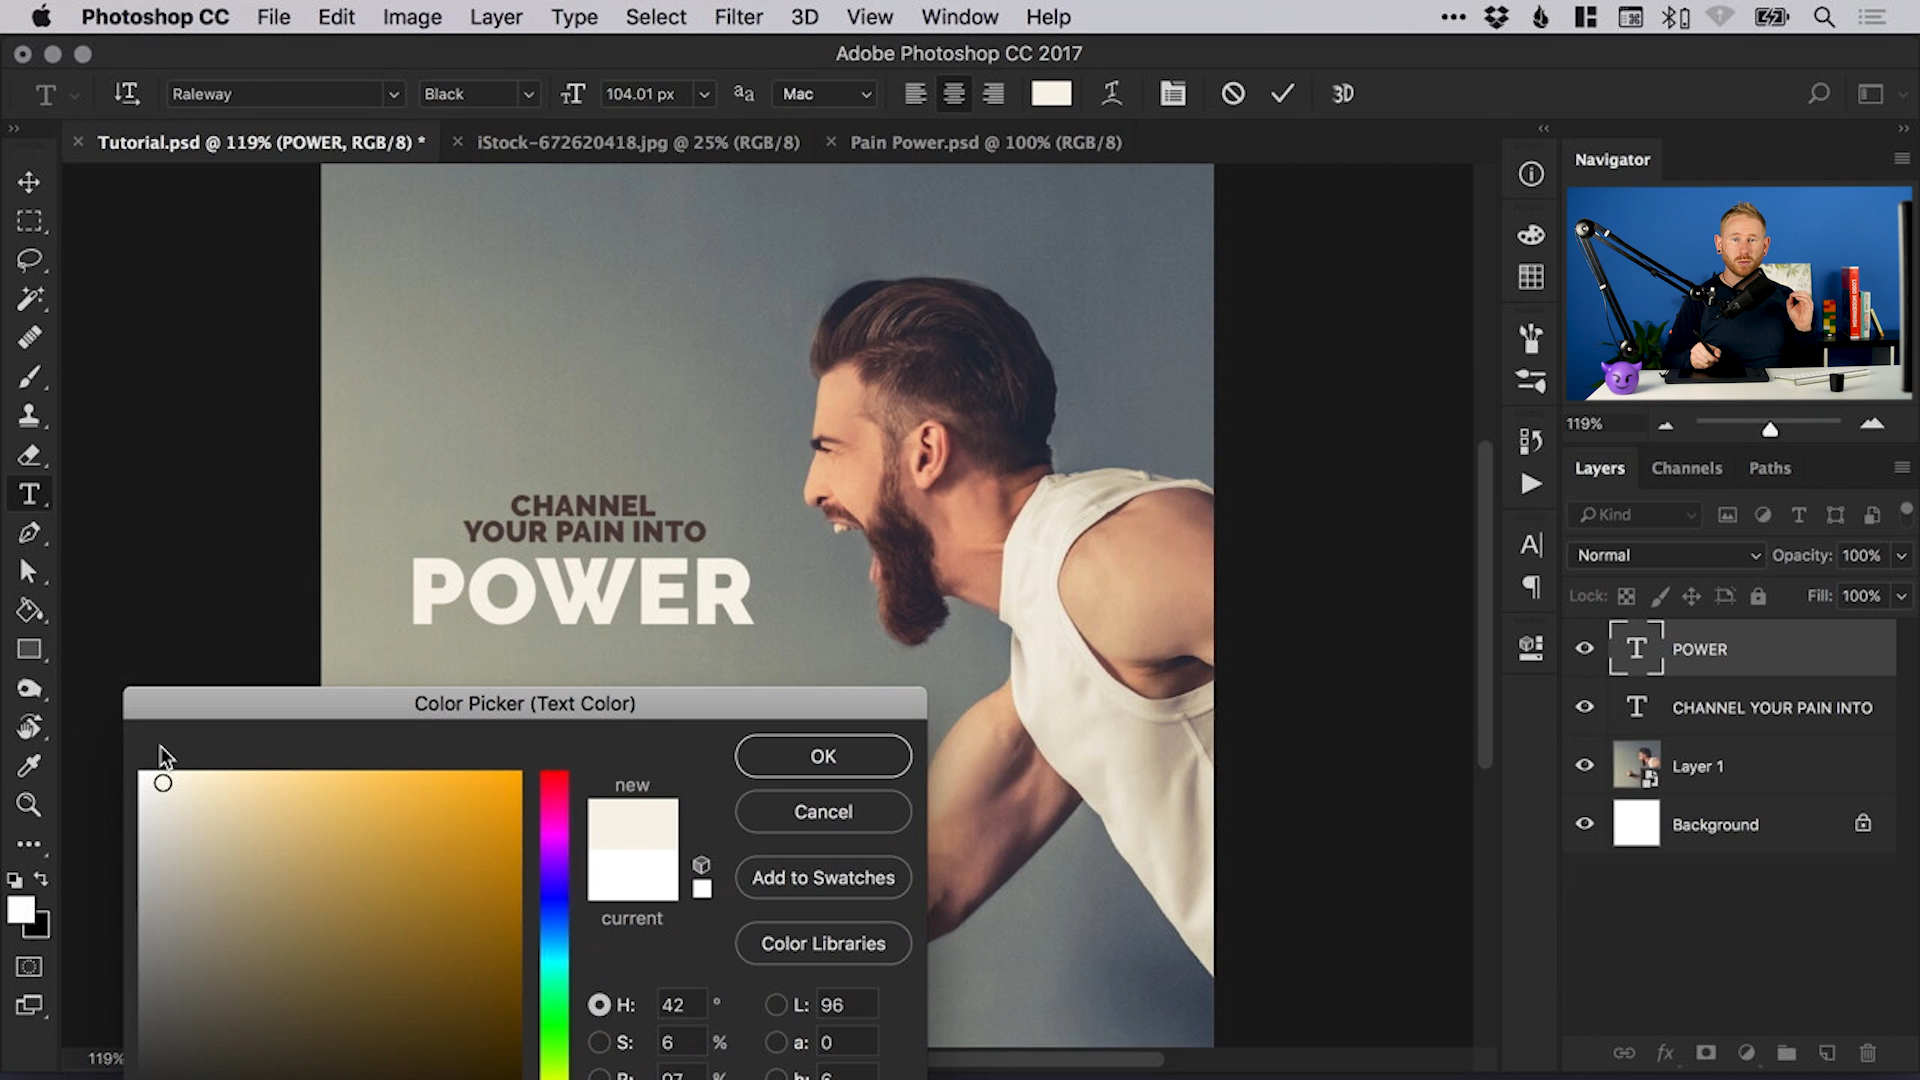 Photoshop CC File Edit Image Layer Type Select Filter 3D View Window Help
Adobe Photoshop CC 2017
T Raleway Black 104.01 px aa Mac 3D
Tutorial.psd @ 119% (POWER, RGB/8) * iStock-672620418.jpg @ 25% (RGB/8) Pain Power.psd @ 100% (RGB/8)
Navigator
119%
Layers Channels Paths
Kind
Normal Opacity: 100%
Lock: Fill: 100%
POWER
CHANNEL YOUR PAIN INTO
Layer 1
Background
CHANNEL
YOUR PAIN INTO
POWER
Color Picker (Text Color)
new
current
OK
Cancel
Add to Swatches
Color Libraries
H: 42 ° L: 96
S: 6 % a: 0
119%